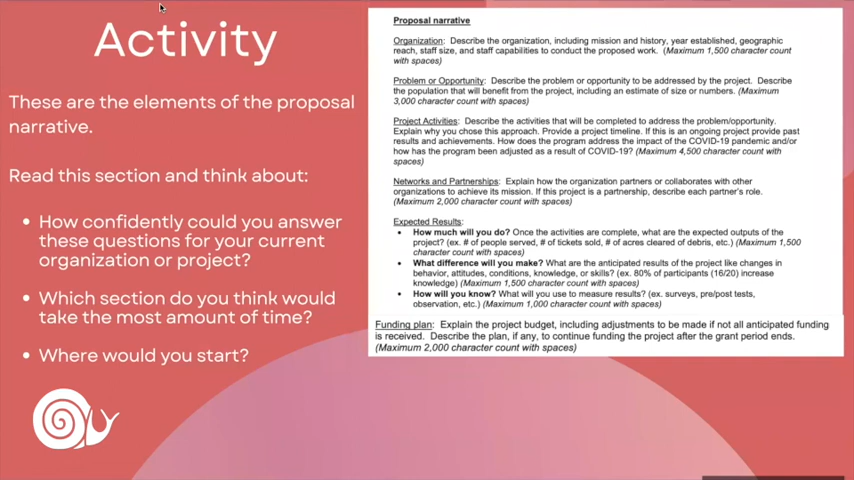 Activity
These are the elements of the proposal
narrative.
Read this section and think about:
• How confidently could you answer
these questions for your current
organization or project?
• Which section do you think would
take the most amount of time?
• Where would you start?
Proposal narrative
Organization: Describe the organization, including mission and history, year established, geographic
reach, staff size, and staff capabilities to conduct the proposed work. (Maximum 1,500 character count
with spaces)
Problem or Opportunity: Describe the problem or opportunity to be addressed by the project. Describe
the population that will benefit from the project, including an estimate of size or numbers. (Maximum
3,000 character count with spaces)
Project Activities: Describe the activities that will be completed to address the problem/opportunity.
Explain why you chose this approach. Provide a project timeline. If this is an ongoing project provide past
results and achievements. How does the program address the impact of the COVID-19 pandemic and/or
how has the program been adjusted as a result of COVID-19? (Maximum 4,500 character count with
spaces)
Networks and Partnerships: Explain how the organization partners or collaborates with other
organizations to achieve its mission. If this project is a partnership, describe each partner's role.
(Maximum 2,000 character count with spaces)
Expected Results:
• How much will you do? Once the activities are complete, what are the expected outputs of the
project? (ex. # of people served, # of tickets sold, # of acres cleared of debris, etc.) (Maximum 1,500
character count with spaces)
• What difference will you make? What are the anticipated results of the project like changes in
behavior, attitudes, conditions, knowledge, or skills? (ex. 80% of participants (16/20) increase
knowledge) (Maximum 1,500 character count with spaces)
• How will you know? What will you use to measure results? (ex. surveys, pre/post tests,
observation, etc.) (Maximum 1,000 character count with spaces)
Funding plan: Explain the project budget, including adjustments to be made if not all anticipated funding
is received. Describe the plan, if any, to continue funding the project after the grant period ends.
(Maximum 2,000 character count with spaces)